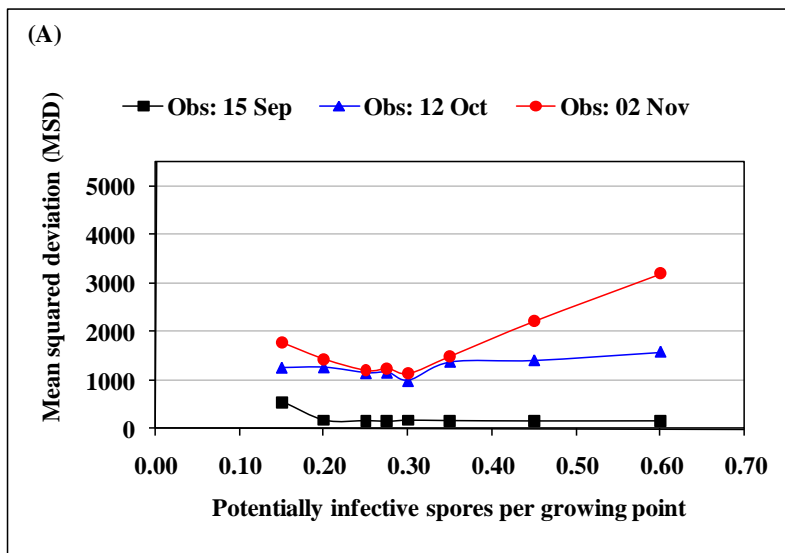 (A)
Obs: 15 Sep Obs: 12 Oct Obs: 02 Nov
Mean squared deviation (MSD)
5000
4000
3000
2000
1000
0
0.00 0.10 0.20 0.30 0.40 0.50 0.60 0.70
Potentially infective spores per growing point